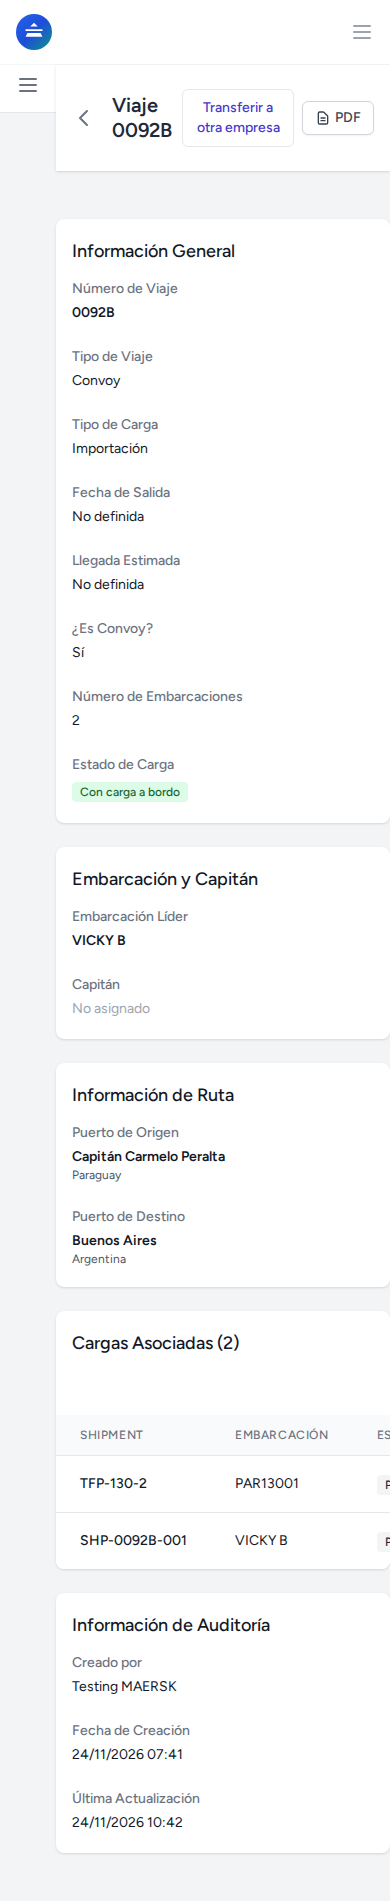 Viaje
0092B
Transferir a
otra empresa
PDF
Información General
Número de Viaje
0092B
Tipo de Viaje
Convoy
Tipo de Carga
Importación
Fecha de Salida
No definida
Llegada Estimada
No definida
¿Es Convoy?
Sí
Número de Embarcaciones
2
Estado de Carga
Con carga a bordo
Embarcación y Capitán
Embarcación Líder
VICKY B
Capitán
No asignado
Información de Ruta
Puerto de Origen
Capitán Carmelo Peralta
Paraguay
Puerto de Destino
Buenos Aires
Argentina
Cargas Asociadas (2)
SHIPMENT EMBARCACIÓN ES
TFP-130-2 PAR13001 P
SHP-0092B-001 VICKY B P
Información de Auditoría
Creado por
Testing MAERSK
Fecha de Creación
24/11/2026 07:41
Última Actualización
24/11/2026 10:42